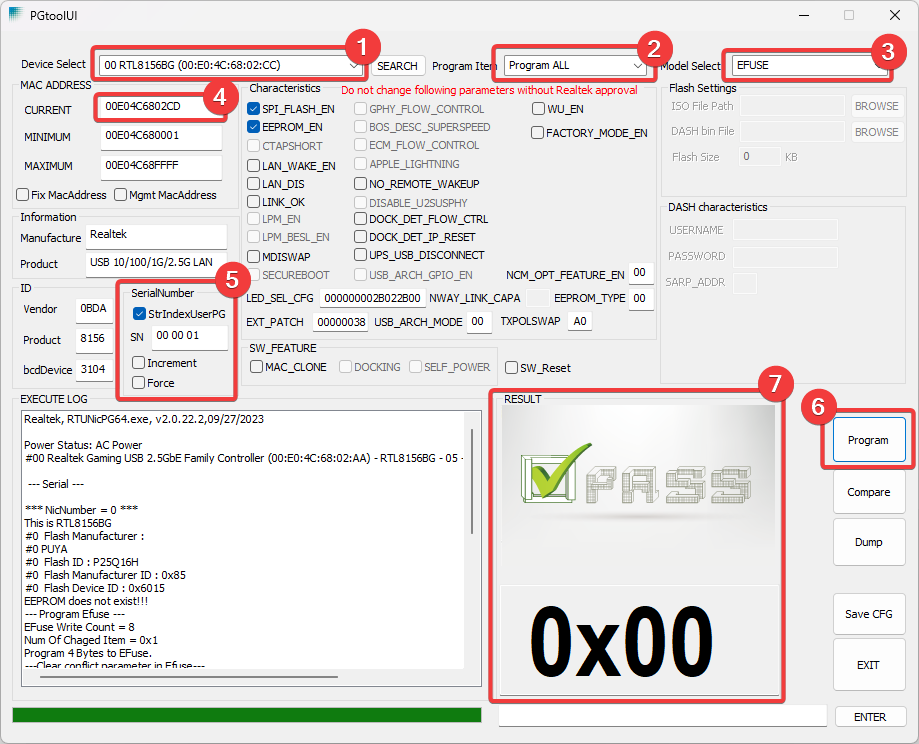 PGtoolUI
1
2
3
Device Select
00 RTL8156BG (00:E0:4C:68:02:CC)
SEARCH
Program Item
Program ALL
Model Select
EFUSE
MAC ADDRESS
4
CURRENT
00E04C6802CD
MINIMUM
00E04C680001
MAXIMUM
00E04C68FFFF
Fix MacAddress
Mgmt MacAddress
Information
Manufacture
Realtek
Product
USB 10/100/1G/2.5G LAN
ID
Vendor
0BDA
Product
8156
bcdDevice
3104
5
SerialNumber
StrIndexUserPG
SN
00 00 01
Increment
Force
Characteristics
Do not change following parameters without Realtek approval
SPI_FLASH_EN
EEPROM_EN
CTAPSHORT
LAN_WAKE_EN
LAN_DIS
LINK_OK
LPM_EN
LPM_BESL_EN
MDISWAP
SECUREBOOT
GPHY_FLOW_CONTROL
BOS_DESC_SUPERSPEED
ECM_FLOW_CONTROL
APPLE_LIGHTNING
NO_REMOTE_WAKEUP
DISABLE_U2SUSPHY
DOCK_DET_FLOW_CTRL
DOCK_DET_IP_RESET
UPS_USB_DISCONNECT
USB_ARCH_GPIO_EN
WU_EN
FACTORY_MODE_EN
NCM_OPT_FEATURE_EN
00
LED_SEL_CFG
000000002B022B00
NWAY_LINK_CAPA
EEPROM_TYPE
00
EXT_PATCH
00000038
USB_ARCH_MODE
00
TXPOLSWAP
A0
SW_FEATURE
MAC_CLONE
DOCKING
SELF_POWER
SW_Reset
Flash Settings
ISO File Path
BROWSE
DASH bin File
BROWSE
Flash Size
0
KB
DASH characteristics
USERNAME
PASSWORD
SARP_ADDR
EXECUTE LOG
Realtek, RTUNicPG64.exe, v2.0.22.2,09/27/2023
Power Status: AC Power
#00 Realtek Gaming USB 2.5GbE Family Controller (00:E0:4C:68:02:AA) - RTL8156BG - 05 -
--- Serial ---
*** NicNumber = 0 ***
This is RTL8156BG
#0 Flash Manufacturer :
#0 PUYA
#0 Flash ID : P25Q16H
#0 Flash Manufacturer ID : 0x85
#0 Flash Device ID : 0x6015
EEPROM does not exist!!!
--- Program Efuse ---
EFuse Write Count = 8
Num Of Chaged Item = 0x1
Program 4 Bytes to EFuse.
---Clear conflict parameter in Efuse---
7
RESULT
PASS
0x00
6
Program
Compare
Dump
Save CFG
EXIT
ENTER